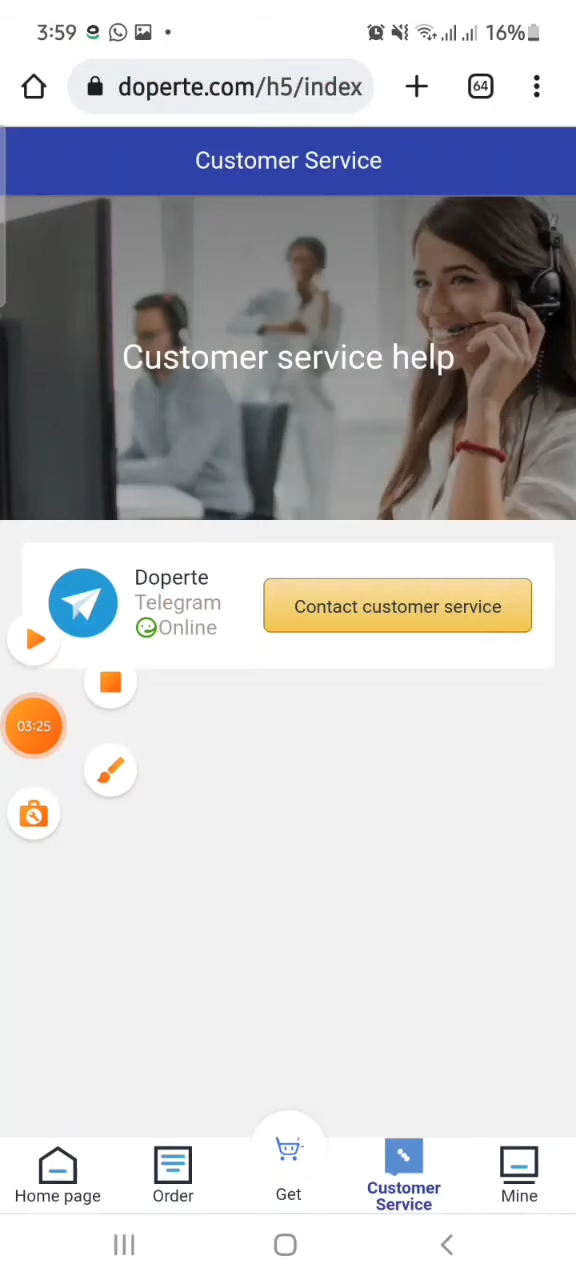 3:59
16%
doperte.com/h5/index
64
Customer Service
Customer service help
Doperte
Telegram
Online
Contact customer service
03:25
Home page
Order
Get
Customer
Service
Mine